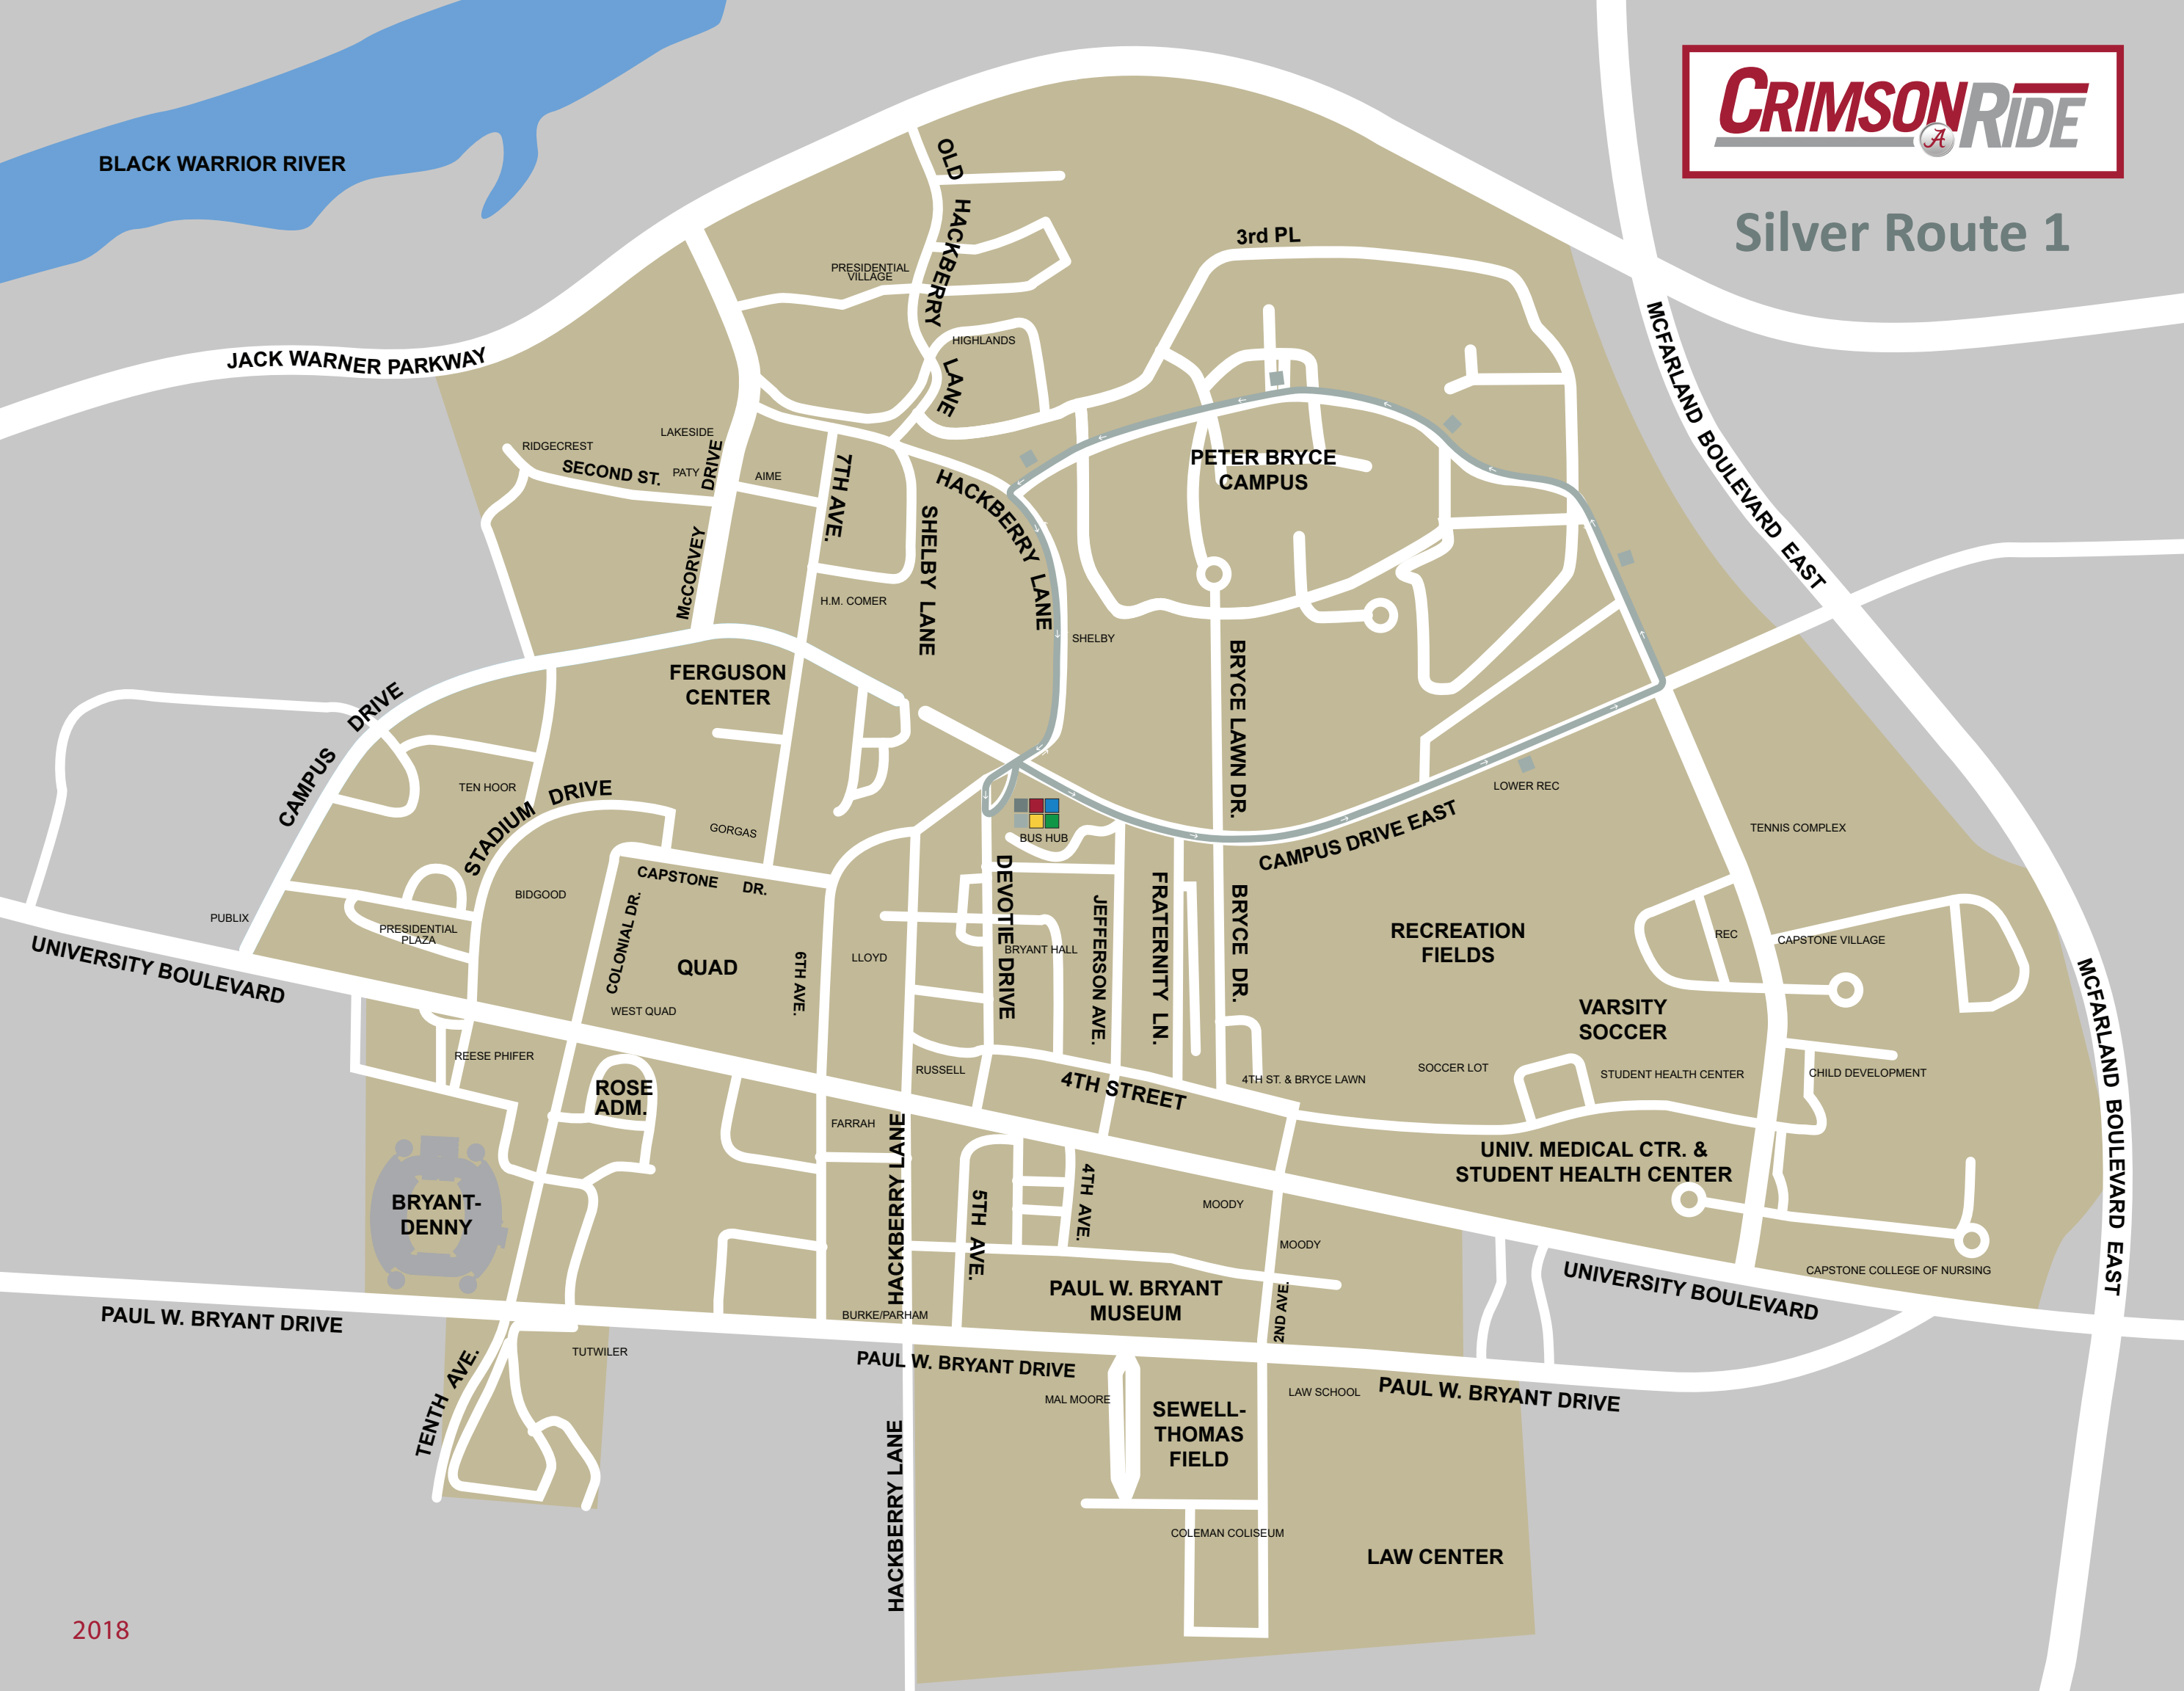 CRIMSONRIDE
A
Silver Route 1
BLACK WARRIOR RIVER
OLD HACKBERRY LANE
3rd PL
PRESIDENTIAL
VILLAGE
HIGHLANDS
JACK WARNER PARKWAY
MCFARLAND BOULEVARD EAST
LAKESIDE
RIDGECREST
SECOND ST.
PATY
AIME
McCORVEY DRIVE
7TH AVE.
SHELBY LANE
HACKBERRY LANE
PETER BRYCE
CAMPUS
H.M. COMER
SHELBY
FERGUSON
CENTER
BRYCE LAWN DR.
CAMPUS DRIVE
TEN HOOR
STADIUM DRIVE
GORGAS
BUS HUB
LOWER REC
CAMPUS DRIVE EAST
TENNIS COMPLEX
CAPSTONE DR.
BIDGOOD
COLONIAL DR.
DEVOTIE DRIVE
JEFFERSON AVE.
FRATERNITY LN.
BRYCE DR.
PUBLIX
PRESIDENTIAL
PLAZA
RECREATION
FIELDS
REC
CAPSTONE VILLAGE
UNIVERSITY BOULEVARD
QUAD
6TH AVE.
LLOYD
BRYANT HALL
WEST QUAD
VARSITY
SOCCER
MCFARLAND BOULEVARD EAST
REESE PHIFER
RUSSELL
4TH STREET
4TH ST. & BRYCE LAWN
SOCCER LOT
STUDENT HEALTH CENTER
CHILD DEVELOPMENT
ROSE
ADM.
FARRAH
HACKBERRY LANE
UNIV. MEDICAL CTR. &
STUDENT HEALTH CENTER
BRYANT-
DENNY
5TH AVE.
4TH AVE.
MOODY
MOODY
CAPSTONE COLLEGE OF NURSING
UNIVERSITY BOULEVARD
PAUL W. BRYANT
MUSEUM
2ND AVE.
BURKE/PARHAM
PAUL W. BRYANT DRIVE
TUTWILER
TENTH AVE.
PAUL W. BRYANT DRIVE
PAUL W. BRYANT DRIVE
MAL MOORE
LAW SCHOOL
SEWELL-
THOMAS
FIELD
HACKBERRY LANE
COLEMAN COLISEUM
LAW CENTER
2018